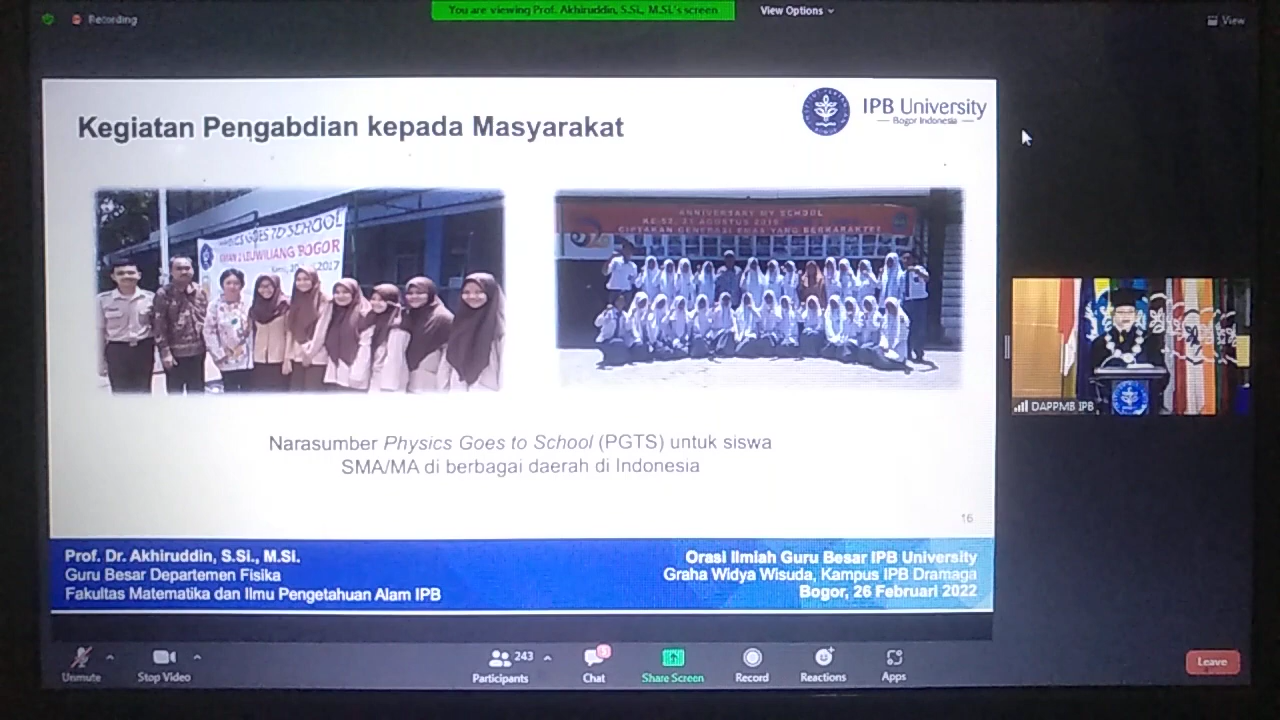 Recording
You are viewing Prof. Akhiruddin, S.Si., M.Si.'s screen
View Options
View
Kegiatan Pengabdian kepada Masyarakat
IPB University
Bogor Indonesia
GOES TO SCHOOL
LEUWILIANG BOGOR
2017
ANNIVERSARY MY SCHOOL
CIPTAKAN GENERASI EMAS YANG BERKARAKTER
Narasumber Physics Goes to School (PGTS) untuk siswa
SMA/MA di berbagai daerah di Indonesia
16
Prof. Dr. Akhiruddin, S.Si., M.Si.
Guru Besar Departemen Fisika
Fakultas Matematika dan Ilmu Pengetahuan Alam IPB
Orasi Ilmiah Guru Besar IPB University
Graha Widya Wisuda, Kampus IPB Dramaga
Bogor, 26 Februari 2022
DAPPMB IPB
Unmute
Stop Video
243
Participants
5
Chat
Share Screen
Record
Reactions
Apps
Leave